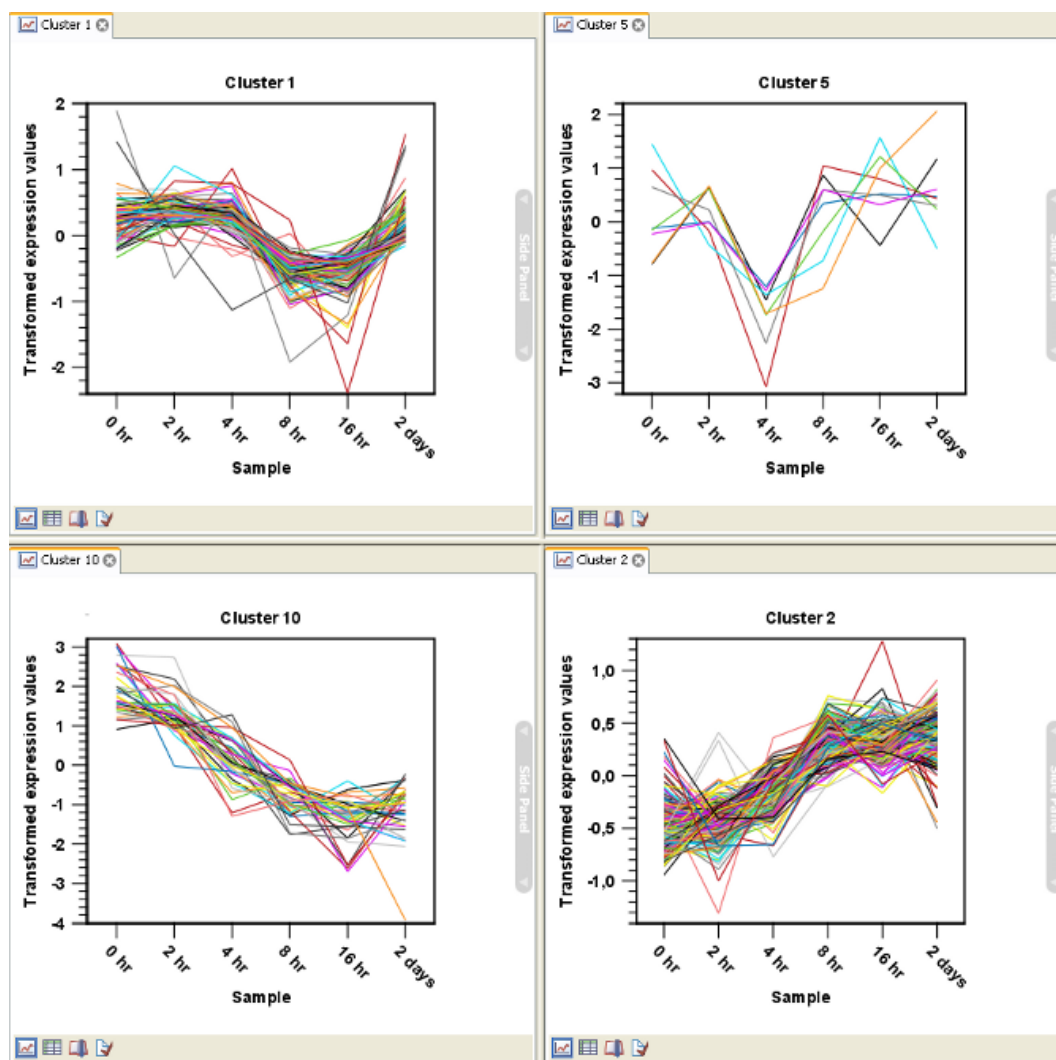 Cluster 1
Cluster 1
Transformed expression values
2
1
0
-1
-2
0 hr
2 hr
4 hr
8 hr
16 hr
2 days
Sample
Side Panel
Cluster 5
Cluster 5
Transformed expression values
2
1
0
-1
-2
-3
0 hr
2 hr
4 hr
8 hr
16 hr
2 days
Sample
Side Panel
Cluster 10
Cluster 10
Transformed expression values
3
2
1
0
-1
-2
-3
-4
0 hr
2 hr
4 hr
8 hr
16 hr
2 days
Sample
Side Panel
Cluster 2
Cluster 2
Transformed expression values
1,0
0,5
0,0
-0,5
-1,0
0 hr
2 hr
4 hr
8 hr
16 hr
2 days
Sample
Side Panel